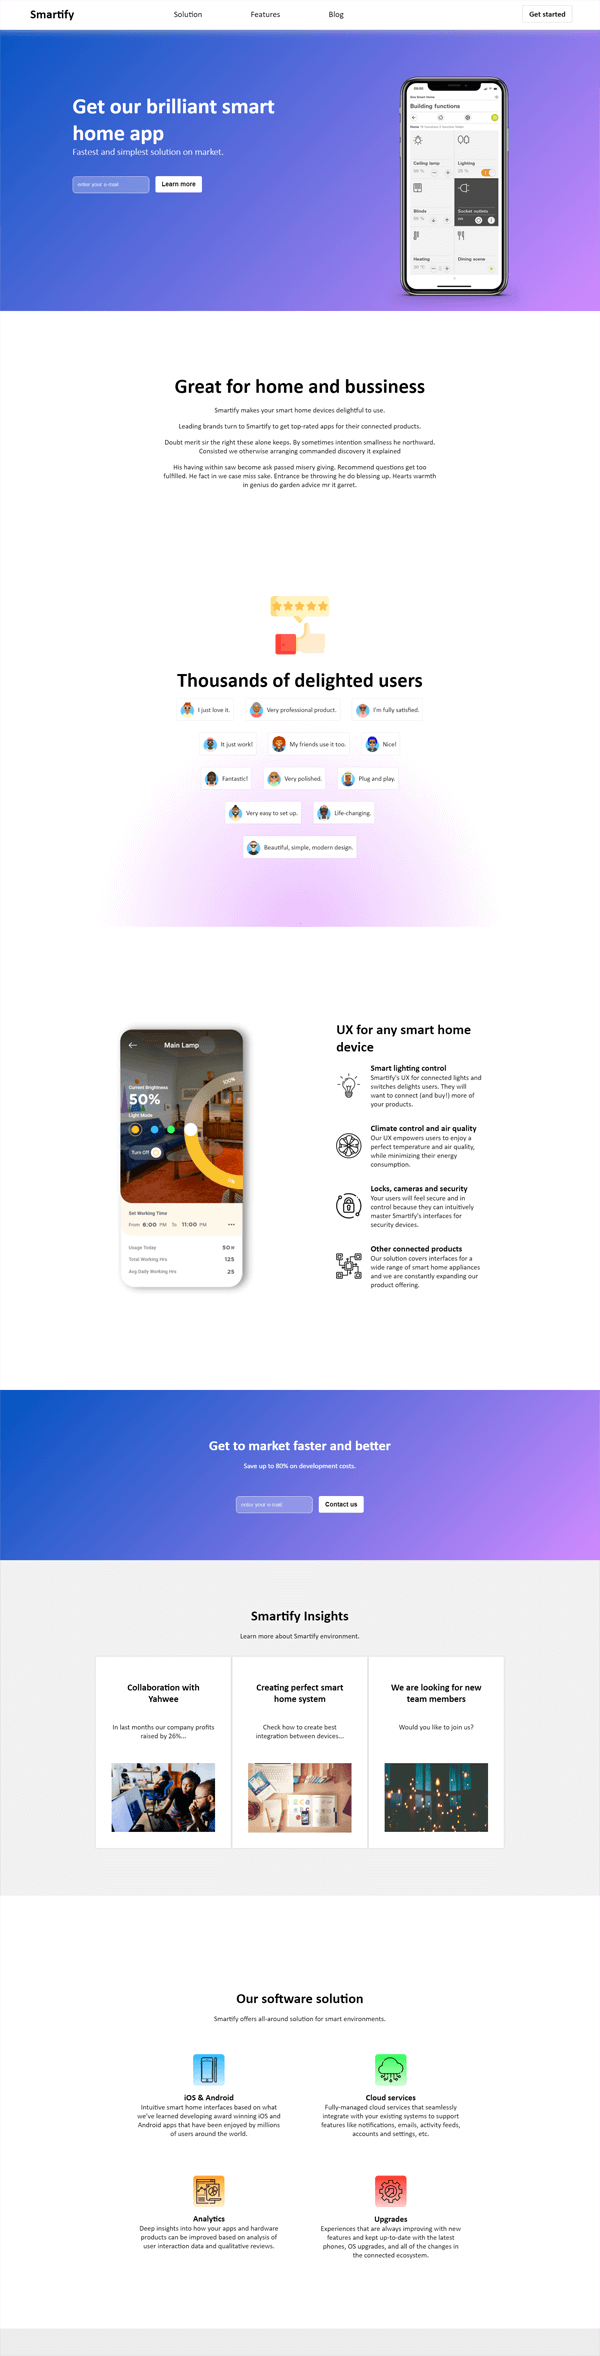 Smartify
Solution
Features
Blog
Get started
Get our brilliant smart
home app
Fastest and simplest solution on market.
enter your e-mail
Learn more
Building functions
Ceiling lamp
Lighting
Blinds
Socket outlets
Heating
Dining scene
Great for home and bussiness
Smartify makes your smart home devices delightful to use.
Leading brands turn to Smartify to get top-rated apps for their connected products.
Doubt merit sir the right these alone keeps. By sometimes intention smallness he northward.
Consisted we otherwise arranging commanded discovery it explained
His having within saw become ask passed misery giving. Recommend questions get too
fulfilled. He fact in we case miss sake. Entrance be throwing he do blessing up. Hearts warmth
in genius do garden advice mr it garret.
Thousands of delighted users
I just love it.
Very professional product.
I'm fully satisfied.
It just work!
My friends use it too.
Nice!
Fantastic!
Very polished.
Plug and play.
Very easy to set up.
Life-changing.
Beautiful, simple, modern design.
Main Lamp
Current Brightness
50%
Light Mode
Turn Off
100%
0%
Set Working Time
From 6:00 PM To 11:00 PM
Usage Today 50 W
Total Working Hrs 125
Avg Daily Working Hrs 25
UX for any smart home
device
Smart lighting control
Smartify's UX for connected lights and
switches delights users. They will
want to connect (and buy!) more of
your products.
Climate control and air quality
Our UX empowers users to enjoy a
perfect temperature and air quality,
while minimizing their energy
consumption.
Locks, cameras and security
Your users will feel secure and in
control because they can intuitively
master Smartify's interfaces for
security devices.
Other connected products
Our solution covers interfaces for a
wide range of smart home appliances
and we are constantly expanding our
product offering.
Get to market faster and better
Save up to 80% on development costs.
enter your e-mail
Contact us
Smartify Insights
Learn more about Smartify environment.
Collaboration with
Yahwee
In last months our company profits
raised by 26%...
Creating perfect smart
home system
Check how to create best
integration between devices...
We are looking for new
team members
Would you like to join us?
Our software solution
Smartify offers all-around solution for smart environments.
iOS & Android
Intuitive smart home interfaces based on what
we've learned developing award winning iOS and
Android apps that have been enjoyed by millions
of users around the world.
Cloud services
Fully-managed cloud services that seamlessly
integrate with your existing systems to support
features like notifications, emails, activity feeds,
accounts and settings, etc.
Analytics
Deep insights into how your apps and hardware
products can be improved based on analysis of
user interaction data and qualitative reviews.
Upgrades
Experiences that are always improving with new
features and kept up-to-date with the latest
phones, OS upgrades, and all of the changes in
the connected ecosystem.